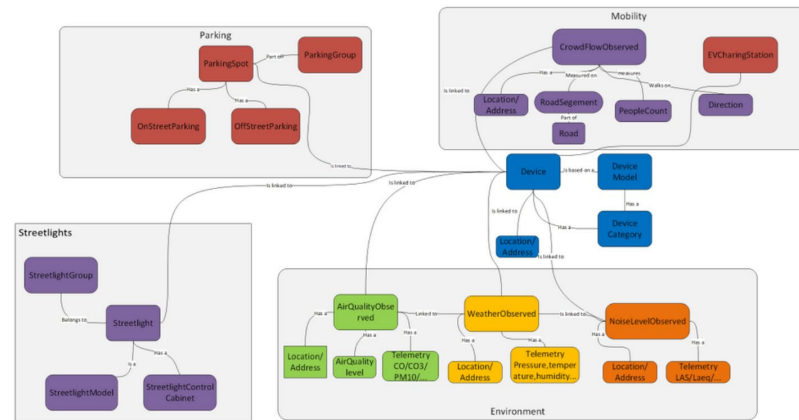 Parking
ParkingSpot
Part off
ParkingGroup
Has a
Has a
OnStreetParking
OffStreetParking
Is linked to
Mobility
CrowdFlowObserved
EVCharingStation
Is linked to
Has a
Measured on
measures
Walks on
Location/
Address
RoadSegement
PeopleCount
Direction
Part of
Road
Device
Is based on a
Device
Model
Has a
Device
Category
Has a
Is linked to
Location/
Address
Is linked to
Is linked to
Streetlights
StreetlightGroup
Belongs to
Streetlight
Is a
Has a
StreetlightModel
StreetlightControl
Cabinet
AirQualityObse
rved
Linked to
WeatherObserved
Is linked to
NoiseLevelObserved
Has a
Has a
Has a
Has a
Has a
Has a
Has a
Location/
Address
AirQuality
level
Telemetry
CO/CO3/
PM10/...
Location/
Address
Telemetry
Pressure,temper
ature,humidity...
Location/
Address
Telemetry
LAS/Laeq/...
Environment